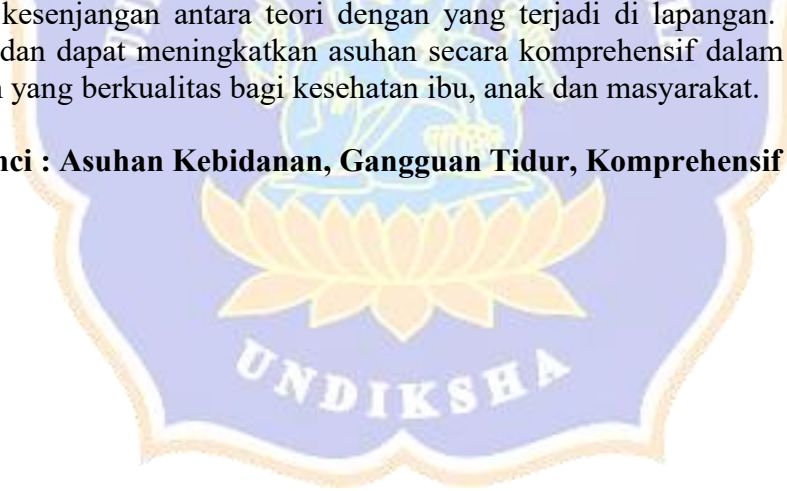 kesenjangan antara teori dengan yang terjadi di lapangan.
dan dapat meningkatkan asuhan secara komprehensif dalam
yang berkualitas bagi kesehatan ibu, anak dan masyarakat.
nci : Asuhan Kebidanan, Gangguan Tidur, Komprehensif
UNDIKSHA